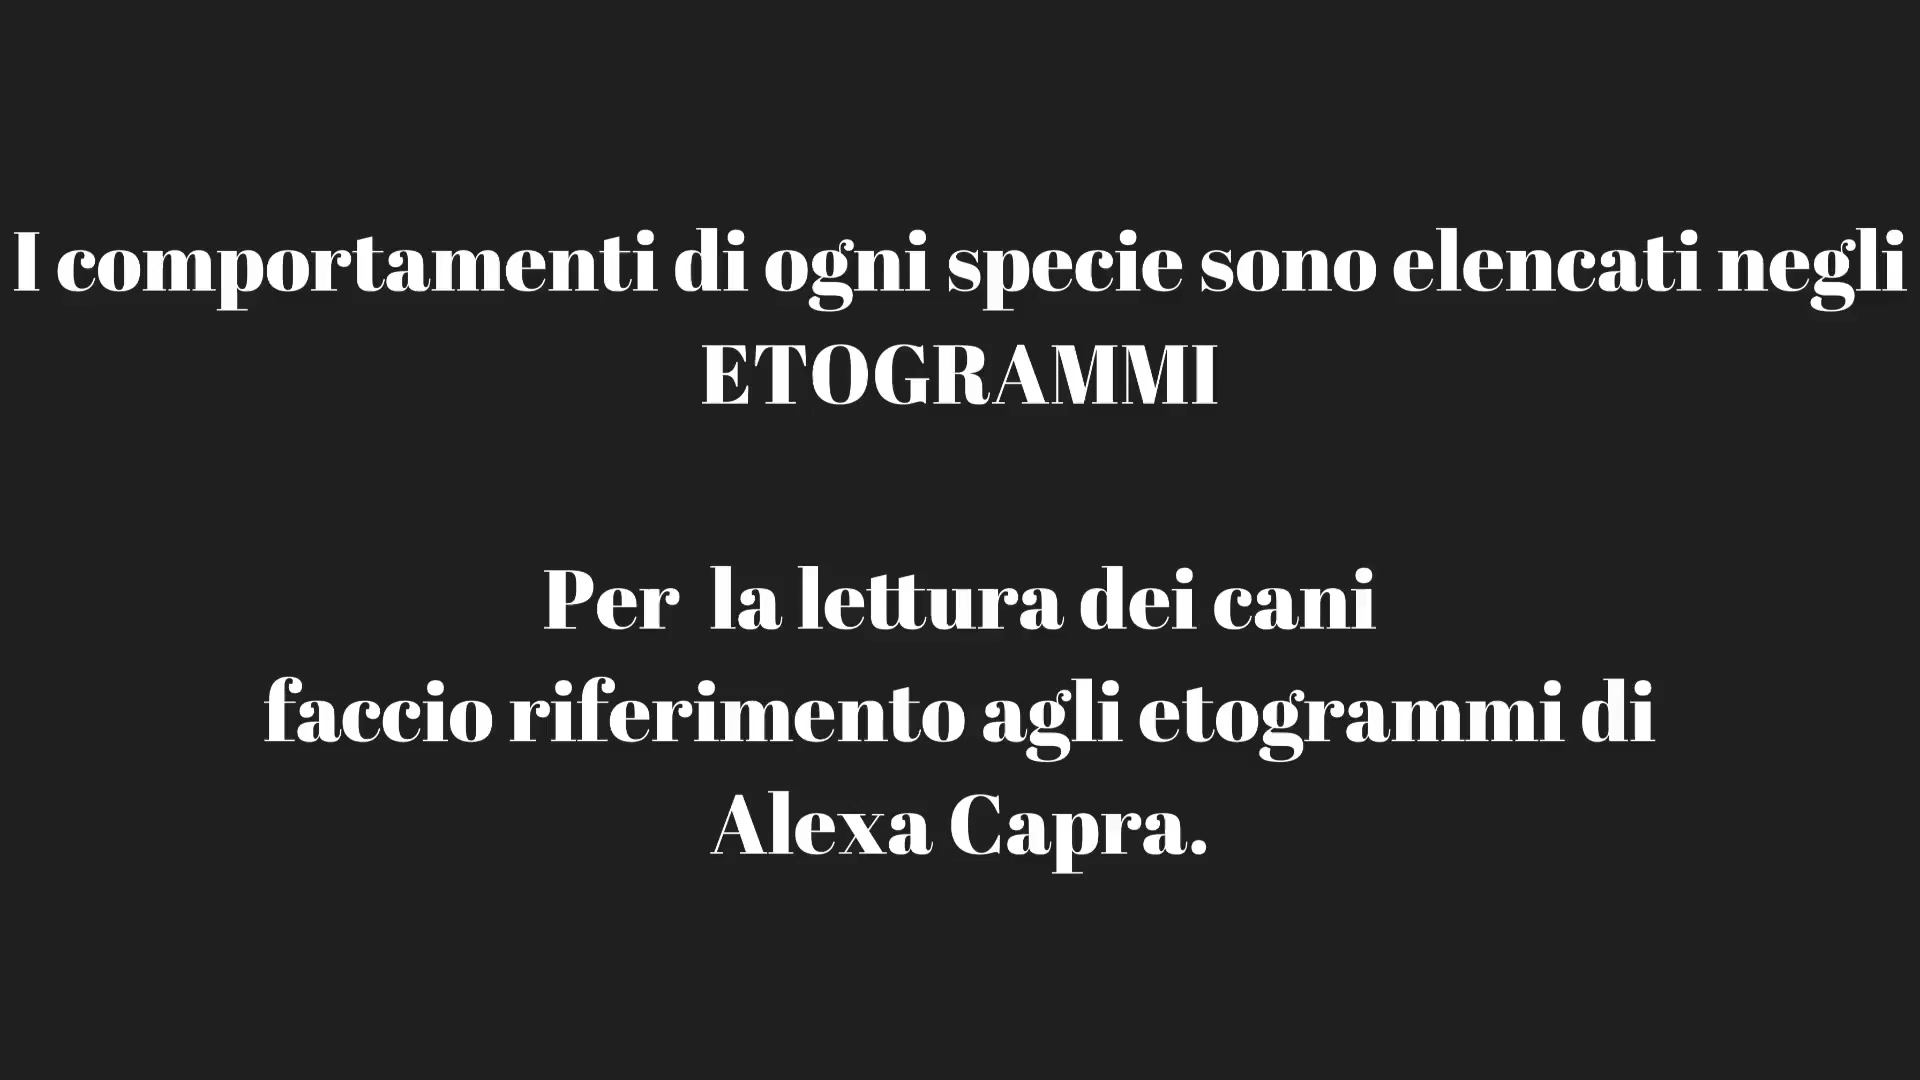 I comportamenti di ogni specie sono elencati negli
ETOGRAMMI
Per la lettura dei cani
faccio riferimento agli etogrammi di
Alexa Capra.